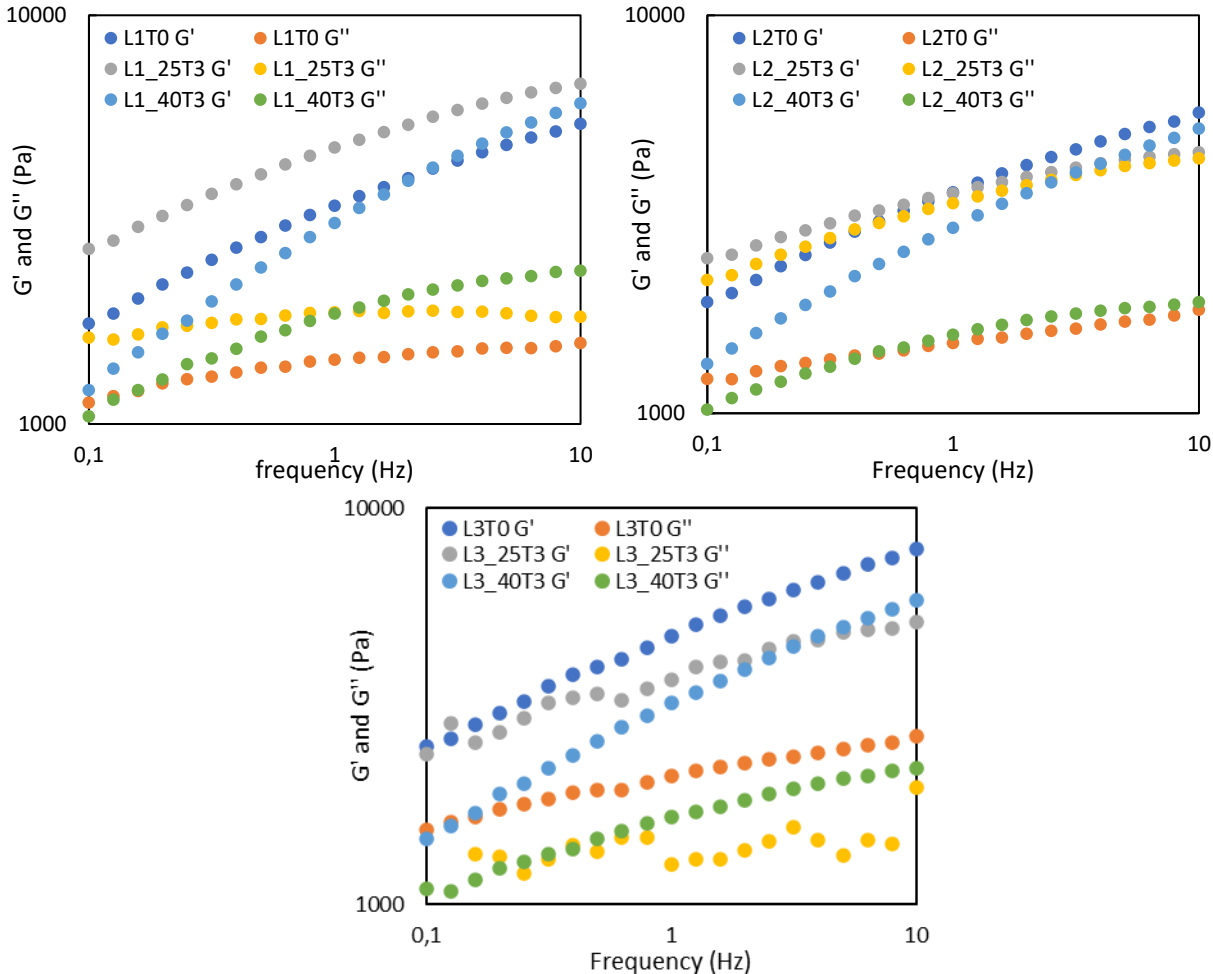 10000
L1T0 G' L1T0 G''
L1_25T3 G' L1_25T3 G''
L1_40T3 G' L1_40T3 G''
G' and G'' (Pa)
1000
0,1 1 10
frequency (Hz)
10000
L2T0 G' L2T0 G''
L2_25T3 G' L2_25T3 G''
L2_40T3 G' L2_40T3 G''
G' and G'' (Pa)
1000
0,1 1 10
Frequency (Hz)
10000
L3T0 G' L3T0 G''
L3_25T3 G' L3_25T3 G''
L3_40T3 G' L3_40T3 G''
G' and G'' (Pa)
1000
0,1 1 10
Frequency (Hz)